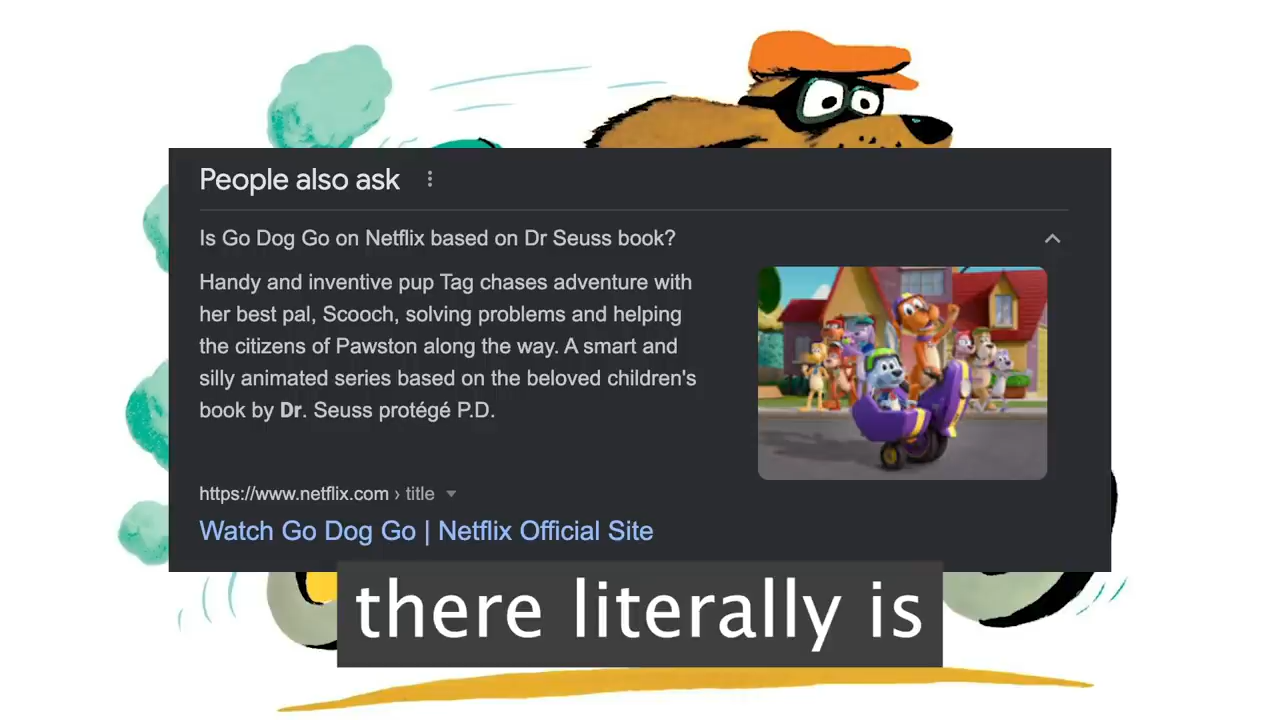 People also ask
Is Go Dog Go on Netflix based on Dr Seuss book?
Handy and inventive pup Tag chases adventure with
her best pal, Scooch, solving problems and helping
the citizens of Pawston along the way. A smart and
silly animated series based on the beloved children's
book by Dr. Seuss protégé P.D.
https://www.netflix.com › title
Watch Go Dog Go | Netflix Official Site
there literally is